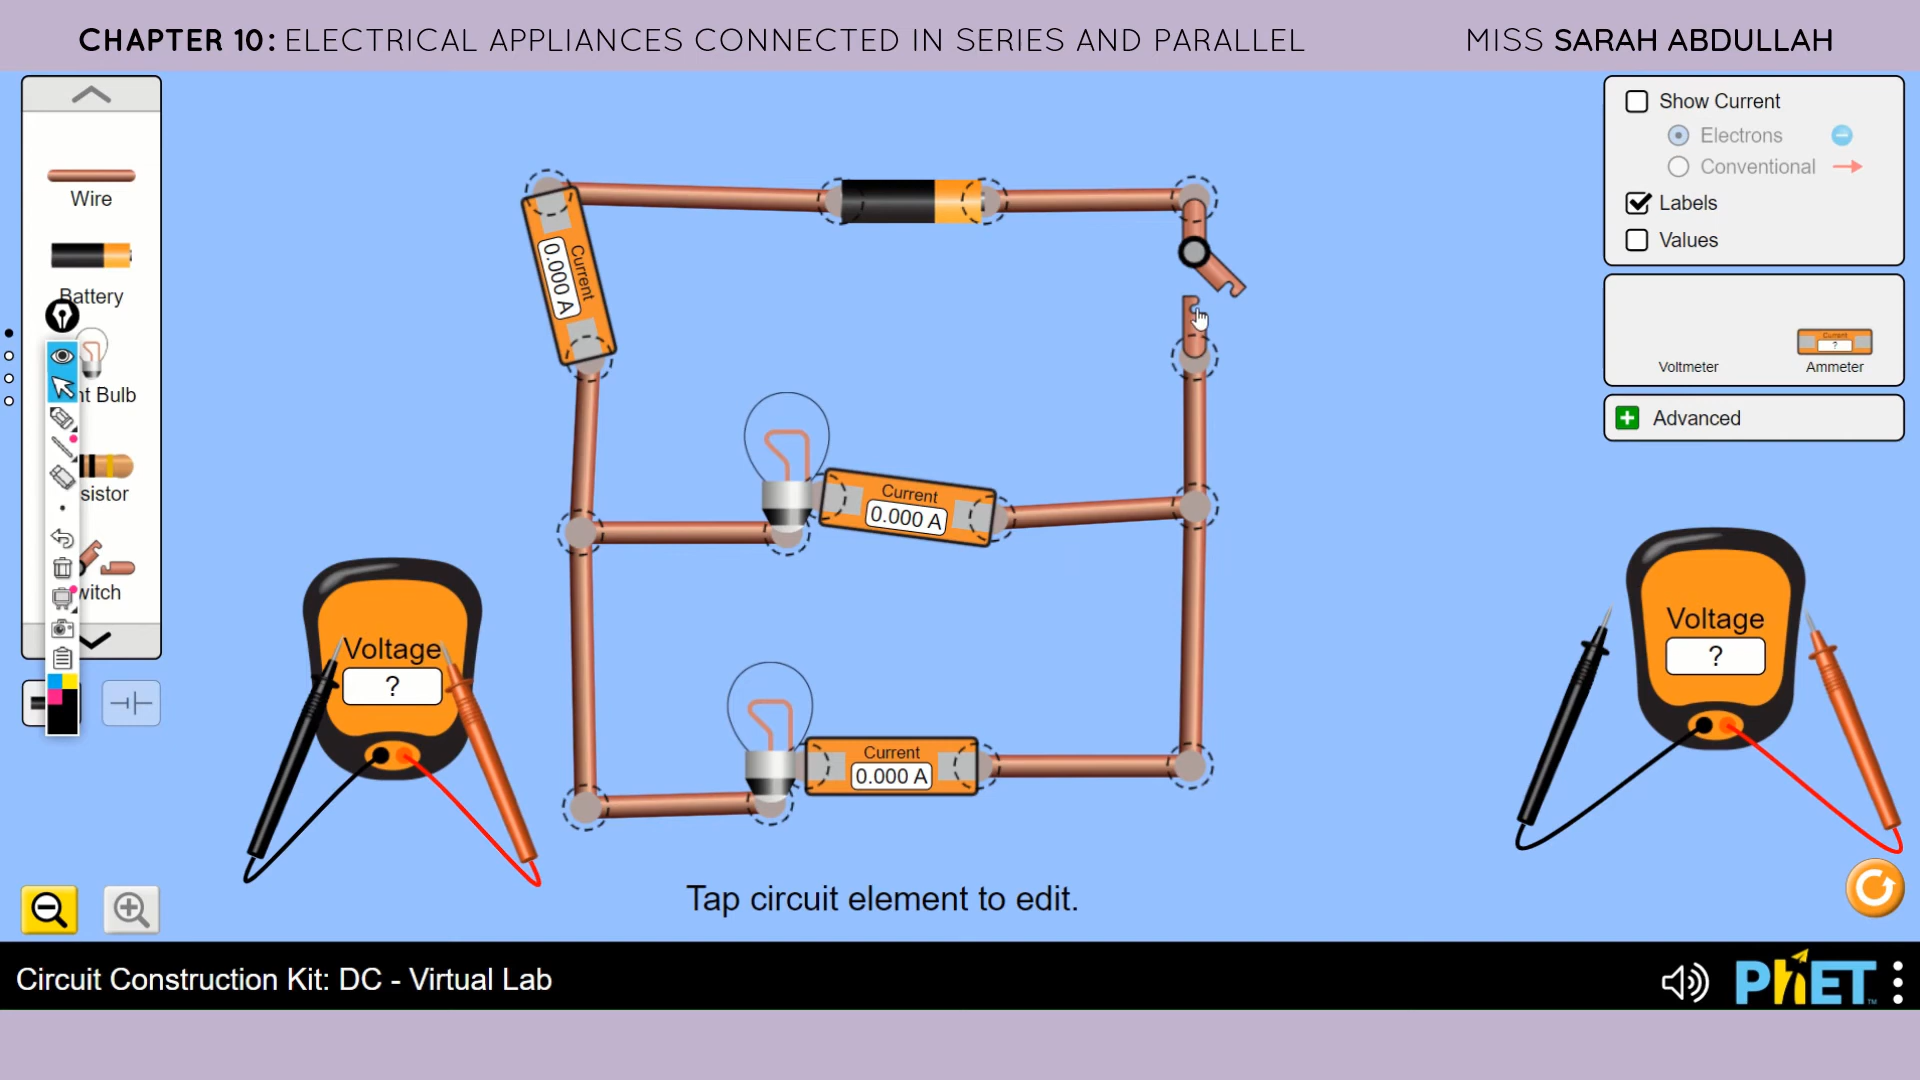 CHAPTER 10: ELECTRICAL APPLIANCES CONNECTED IN SERIES AND PARALLEL
MISS SARAH ABDULLAH
Wire
Battery
nt Bulb
sistor
witch
Current
0.000 A
Current
0.000 A
Current
0.000 A
Voltage
?
Voltage
?
Show Current
Electrons
Conventional
Labels
Values
Voltmeter
Current
?
Ammeter
Advanced
Tap circuit element to edit.
Circuit Construction Kit: DC - Virtual Lab
PhET
TM